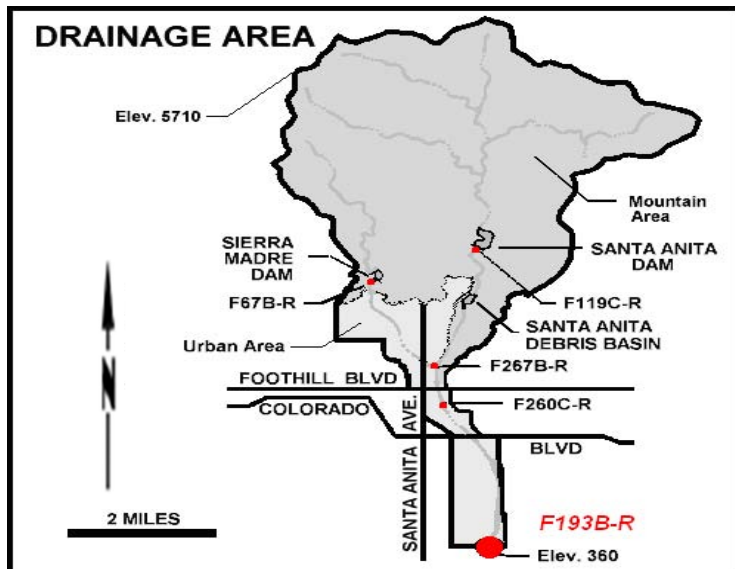 DRAINAGE AREA
Elev. 5710
Mountain
Area
SIERRA
MADRE
DAM
SANTA ANITA
DAM
F67B-R
F119C-R
SANTA ANITA
DEBRIS BASIN
Urban Area
F267B-R
FOOTHILL BLVD
COLORADO
F260C-R
BLVD
SANTA ANITA AVE.
N
2 MILES
F193B-R
Elev. 360